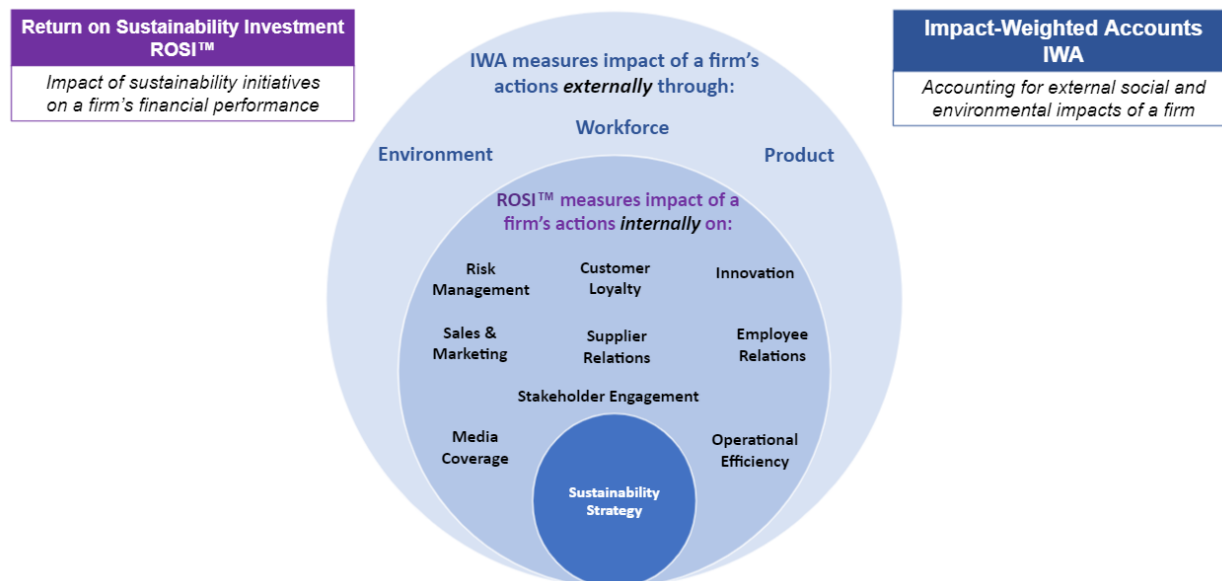 Return on Sustainability Investment
ROSI™
Impact of sustainability initiatives
on a firm's financial performance
Impact-Weighted Accounts
IWA
Accounting for external social and
environmental impacts of a firm
IWA measures impact of a firm's
actions externally through:
Workforce
Environment
Product
ROSI™ measures impact of a
firm's actions internally on:
Risk
Management
Customer
Loyalty
Innovation
Sales &
Marketing
Supplier
Relations
Employee
Relations
Stakeholder Engagement
Media
Coverage
Operational
Efficiency
Sustainability
Strategy